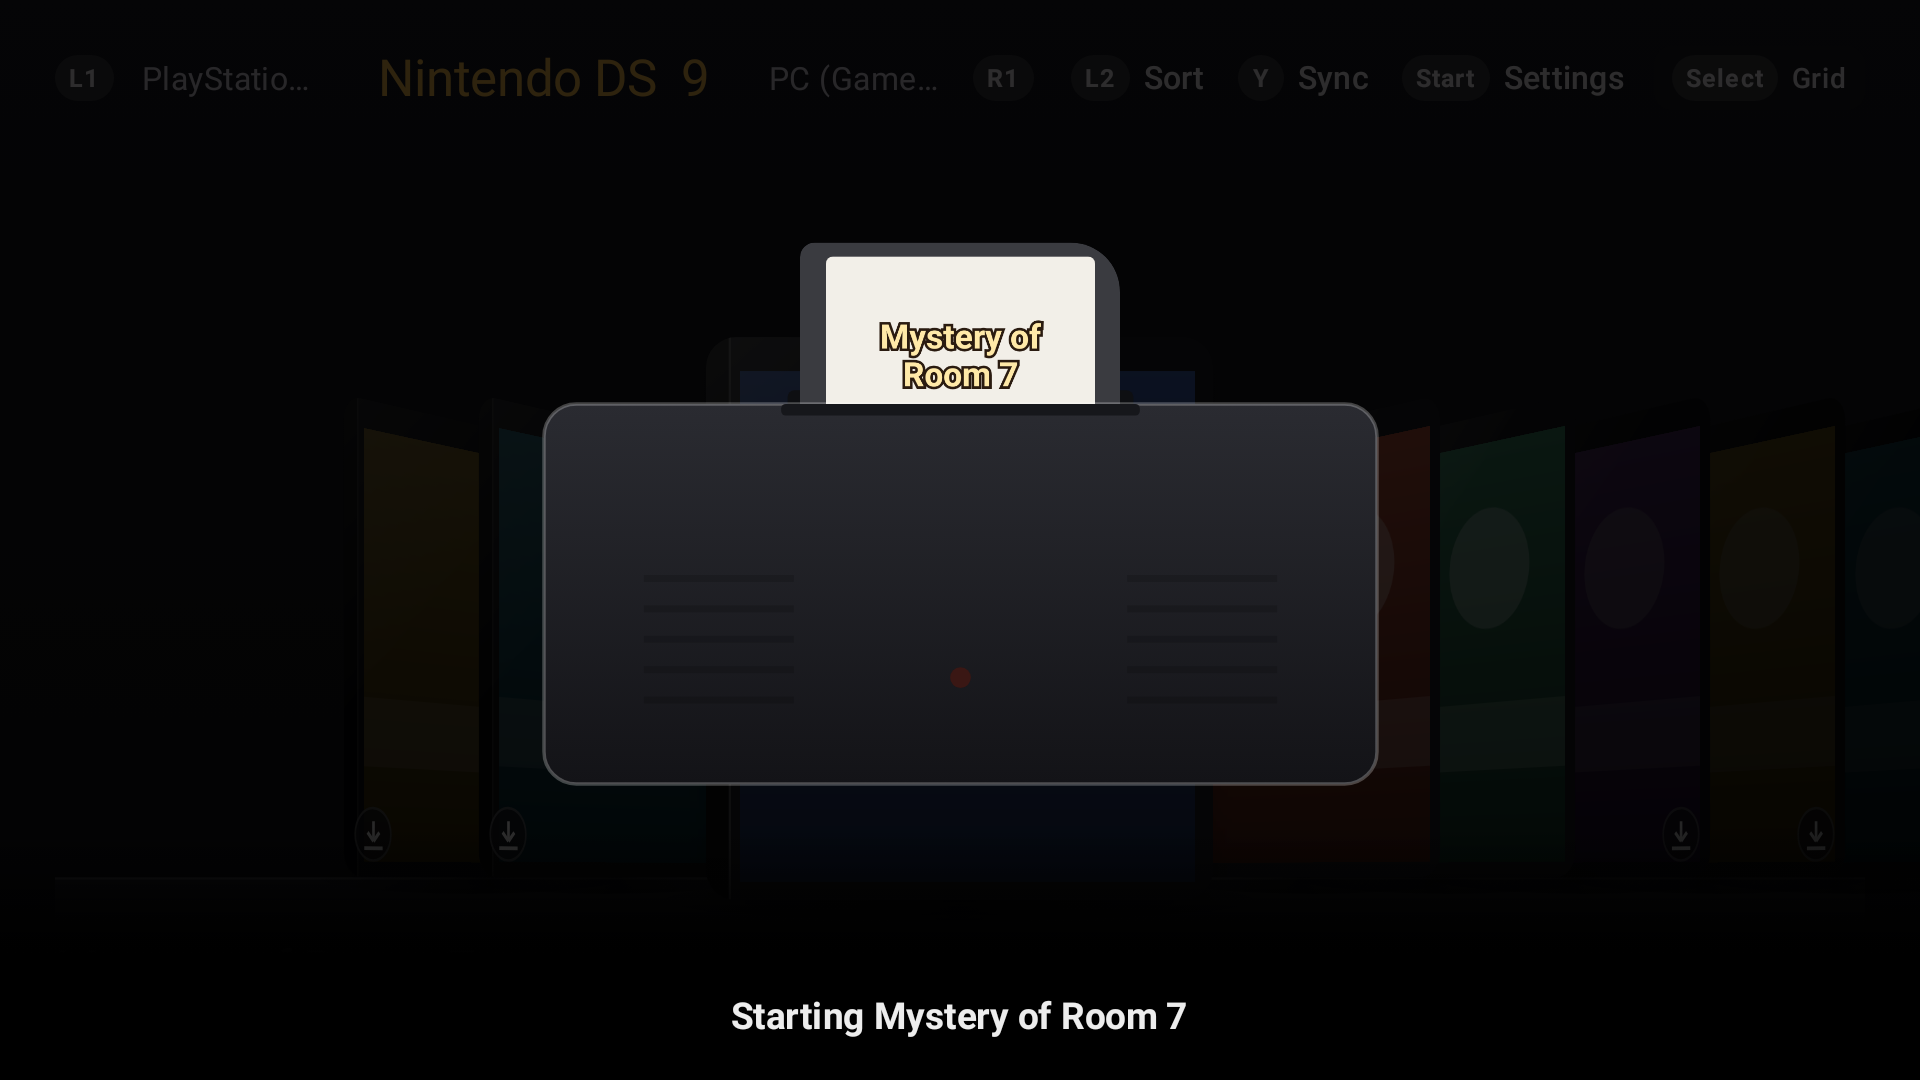 L1 PlayStatio... Nintendo DS 9 PC (Game... R1 L2 Sort Y Sync Start Settings Select Grid
Mystery of
Room 7
Starting Mystery of Room 7